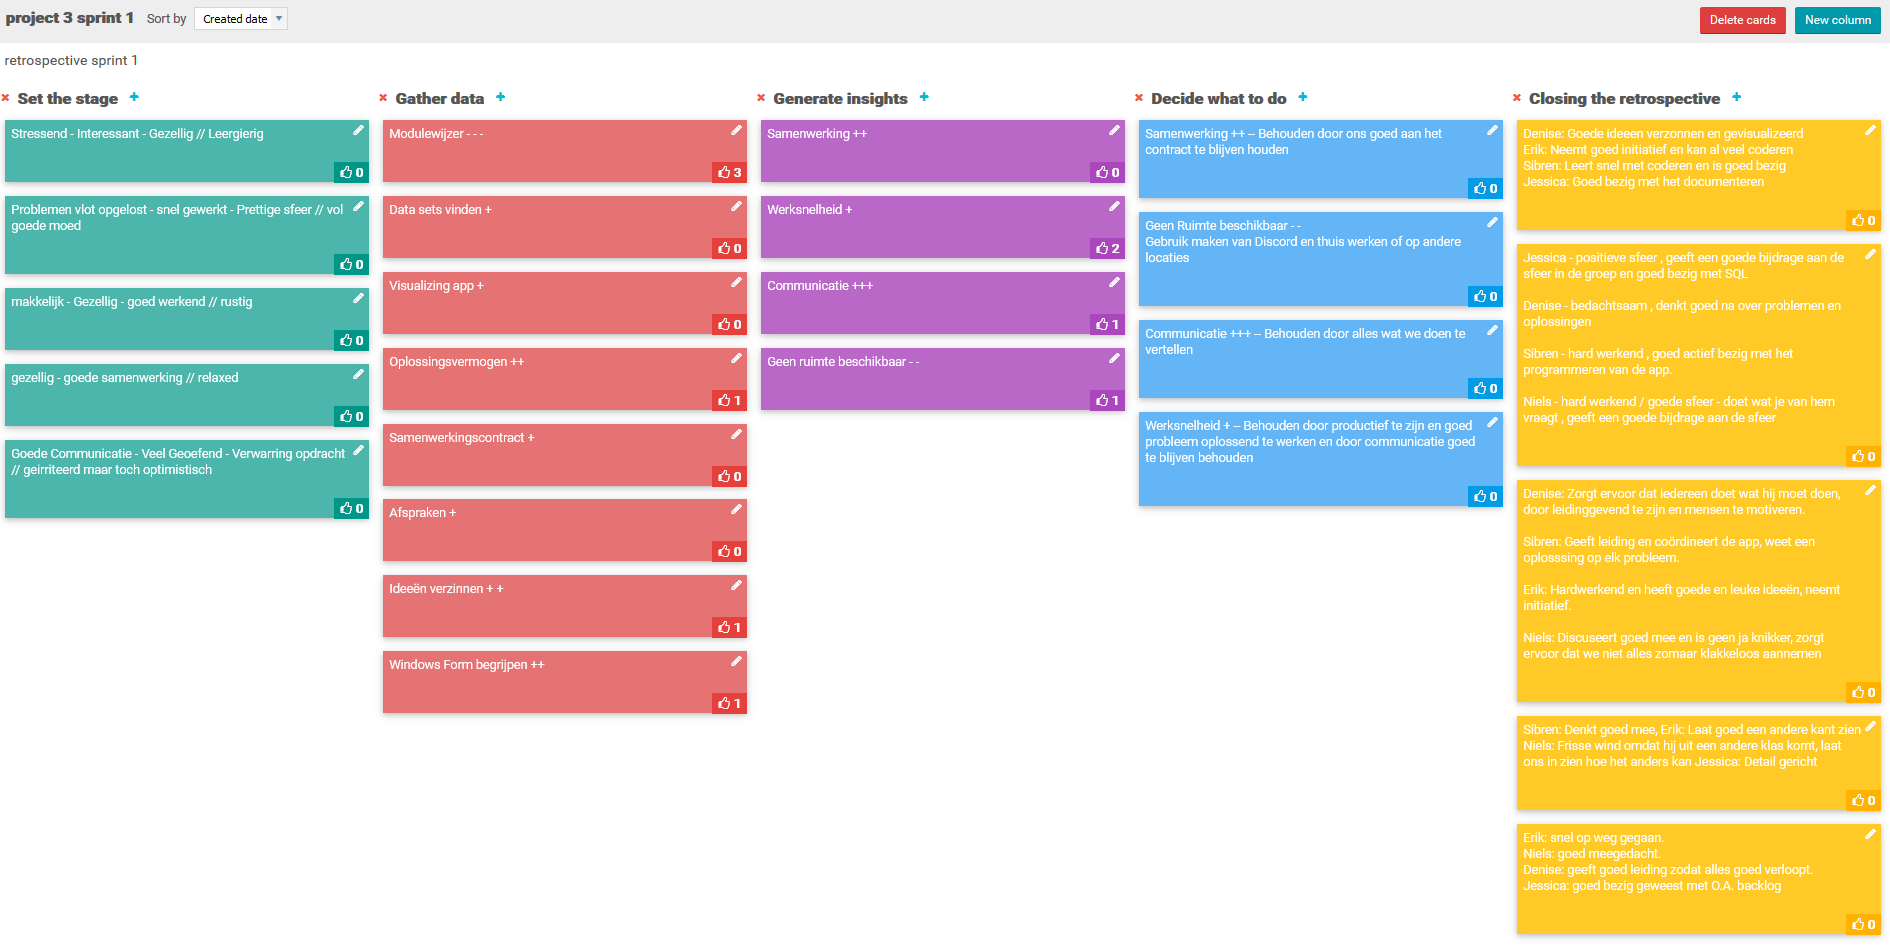 project 3 sprint 1 Sort by Created date Delete cards New column
retrospective sprint 1
Set the stage
Stressend - Interessant - Gezellig // Leergierig
0
Problemen vlot opgelost - snel gewerkt - Prettige sfeer // vol
goede moed
0
makkelijk - Gezellig - goed werkend // rustig
0
gezellig - goede samenwerking // relaxed
0
Goede Communicatie - Veel Geoefend - Verwarring opdracht
// geirriteerd maar toch optimistisch
0
Gather data
Modulewijzer - - -
3
Data sets vinden +
0
Visualizing app +
0
Oplossingsvermogen ++
1
Samenwerkingscontract +
0
Afspraken +
0
Ideeën verzinnen + +
1
Windows Form begrijpen ++
1
Generate insights
Samenwerking ++
0
Werksnelheid +
2
Communicatie +++
1
Geen ruimte beschikbaar - -
1
Decide what to do
Samenwerking ++ -- Behouden door ons goed aan het
contract te blijven houden
0
Geen Ruimte beschikbaar - -
Gebruik maken van Discord en thuis werken of op andere
locaties
0
Communicatie +++ -- Behouden door alles wat we doen te
vertellen
0
Werksnelheid + -- Behouden door productief te zijn en goed
probleem oplossend te werken en door communicatie goed
te blijven behouden
0
Closing the retrospective
Denise: Goede ideeen verzonnen en gevisualizeerd
Erik: Neemt goed initiatief en kan al veel coderen
Sibren: Leert snel met coderen en is goed bezig
Jessica: Goed bezig met het documenteren
0
Jessica - positieve sfeer , geeft een goede bijdrage aan de
sfeer in de groep en goed bezig met SQL
Denise - bedachtsaam , denkt goed na over problemen en
oplossingen
Sibren - hard werkend , goed actief bezig met het
programmeren van de app.
Niels - hard werkend / goede sfeer - doet wat je van hem
vraagt , geeft een goede bijdrage aan de sfeer
0
Denise: Zorgt ervoor dat iedereen doet wat hij moet doen,
door leidinggevend te zijn en mensen te motiveren.
Sibren: Geeft leiding en coördineert de app, weet een
oplosssing op elk probleem.
Erik: Hardwerkend en heeft goede en leuke ideeën, neemt
initiatief.
Niels: Discuseert goed mee en is geen ja knikker, zorgt
ervoor dat we niet alles zomaar klakkeloos aannemen
0
Sibren: Denkt goed mee, Erik: Laat goed een andere kant zien
Niels: Frisse wind omdat hij uit een andere klas komt, laat
ons in zien hoe het anders kan Jessica: Detail gericht
0
Erik: snel op weg gegaan.
Niels: goed meegedacht.
Denise: geeft goed leiding zodat alles goed verloopt.
Jessica: goed bezig geweest met O.A. backlog
0